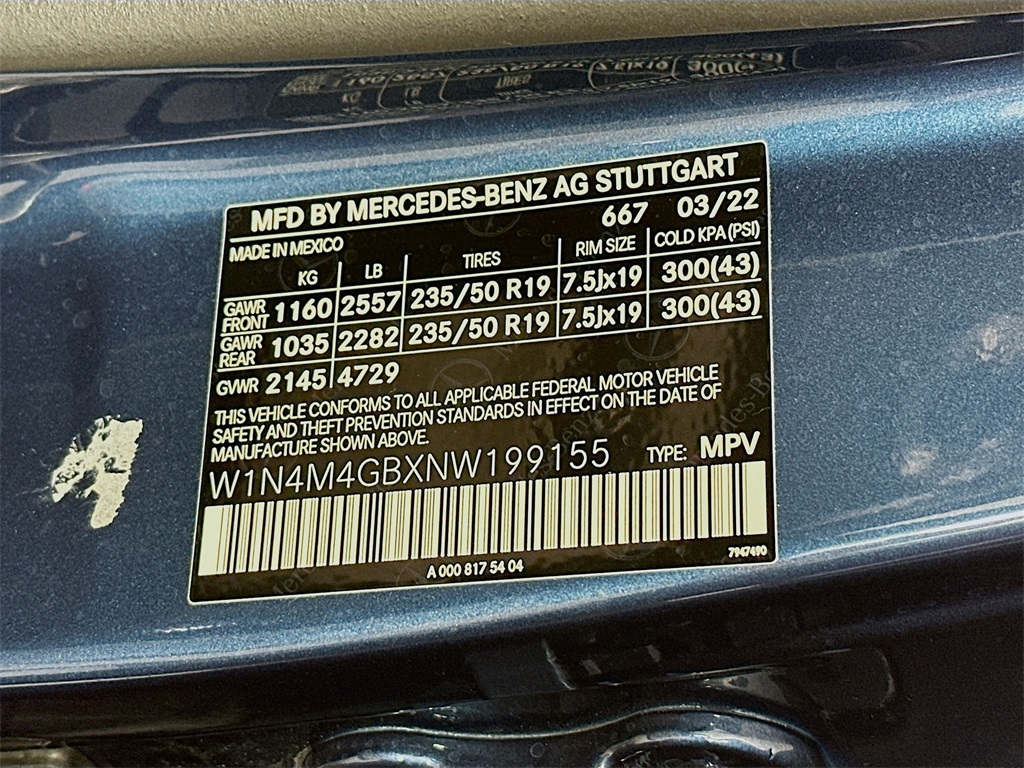 MFD BY MERCEDES-BENZ AG STUTTGART
MADE IN MEXICO 667 03/22
KG LB TIRES RIM SIZE COLD KPA (PSI)
GAWR FRONT 1160 2557 235/50 R19 7.5Jx19 300(43)
GAWR REAR 1035 2282 235/50 R19 7.5Jx19 300(43)
GVWR 2145 4729
THIS VEHICLE CONFORMS TO ALL APPLICABLE FEDERAL MOTOR VEHICLE
SAFETY AND THEFT PREVENTION STANDARDS IN EFFECT ON THE DATE OF
MANUFACTURE SHOWN ABOVE.
W1N4M4GBXNW199155 TYPE: MPV
7947490
A 000 817 54 04